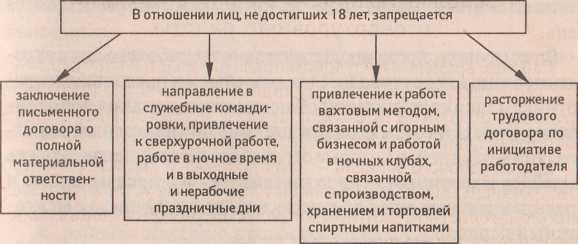 В отношении лиц, не достигших 18 лет, запрещается
заключение
письменного
договора о
полной
материальной
ответствен-
ности
направление в
служебные команди-
ровки, привлечение
к сверхурочной работе,
работе в ночное время
и в выходные
и нерабочие
праздничные дни
привлечение к работе
вахтовым методом,
связанной с игорным
бизнесом и работой
в ночных клубах,
связанной
с производством,
хранением и торговлей
спиртными напитками
расторжение
трудового
договора по
инициативе
работодателя